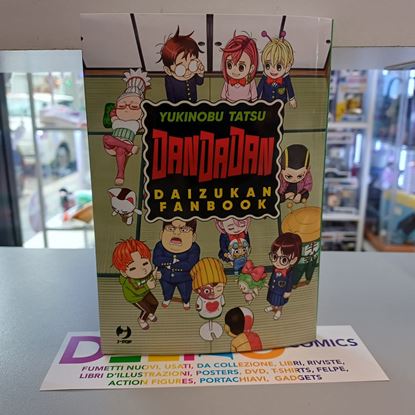 YUKINOBU TATSU
DANDADAN
DAIZUKAN
FANBOOK
J-POP
COMICS
FUMETTI NUOVI, USATI, DA COLLEZIONE, LIBRI, RIVISTE,
LIBRI D'ILLUSTRAZIONI, POSTERS, DVD, T-SHIRTS, FELPE,
ACTION FIGURES, PORTACHIAVI, GADGETS